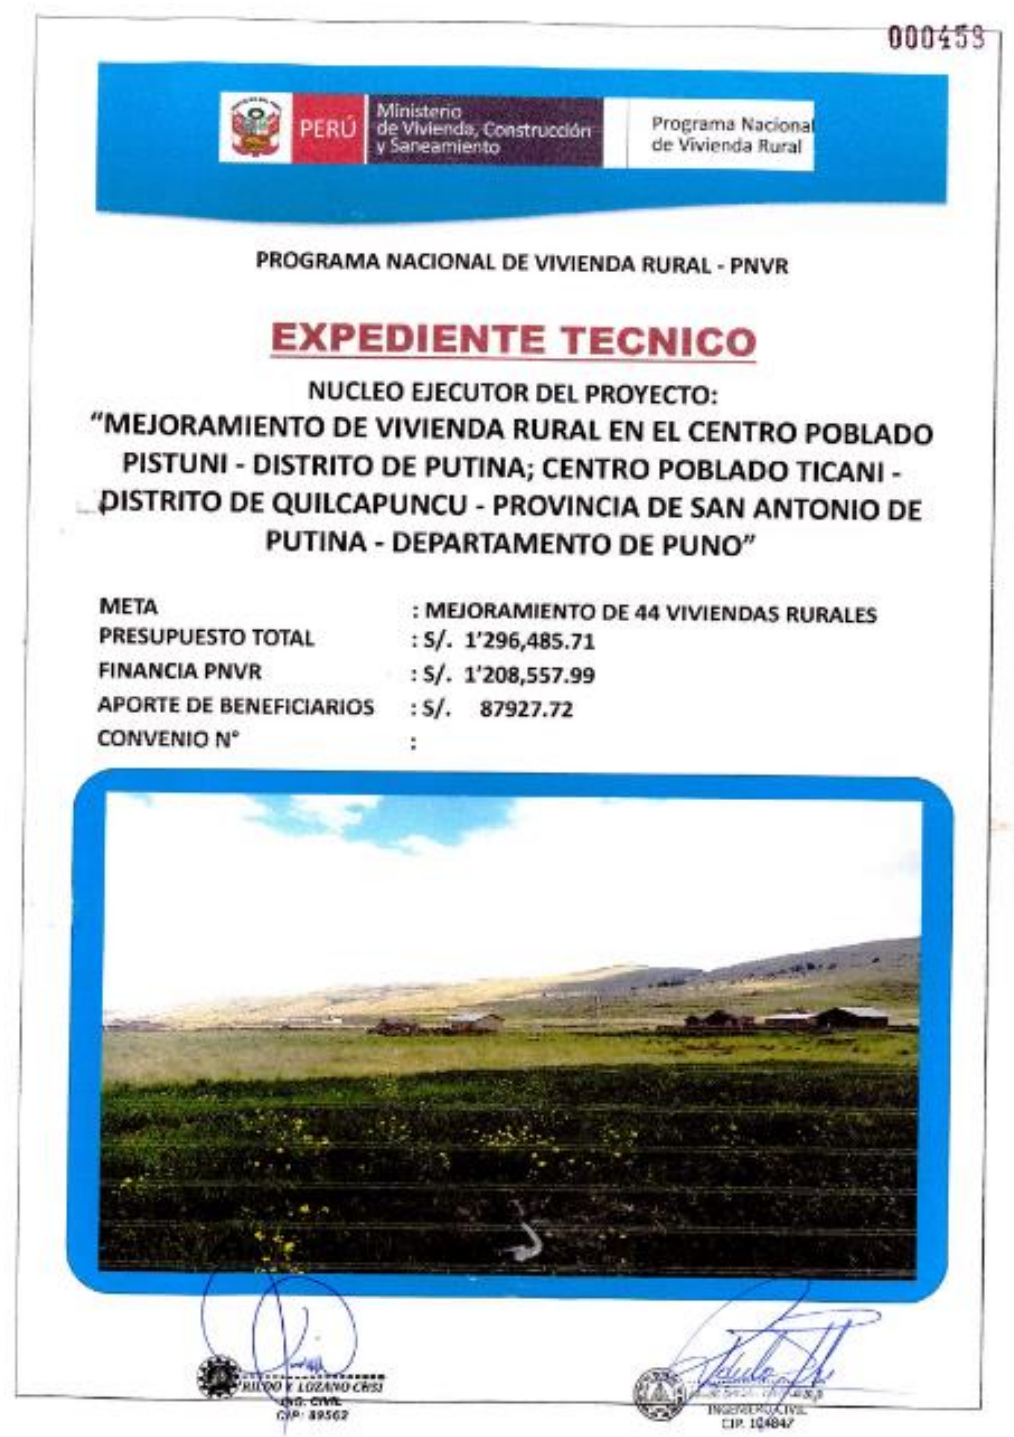 000459
PERÚ
Ministerio
de Vivienda, Construcción
y Saneamiento
Programa Nacional
de Vivienda Rural
PROGRAMA NACIONAL DE VIVIENDA RURAL - PNVR
EXPEDIENTE TECNICO
NUCLEO EJECUTOR DEL PROYECTO:
“MEJORAMIENTO DE VIVIENDA RURAL EN EL CENTRO POBLADO
PISTUNI - DISTRITO DE PUTINA; CENTRO POBLADO TICANI -
DISTRITO DE QUILCAPUNCU - PROVINCIA DE SAN ANTONIO DE
PUTINA - DEPARTAMENTO DE PUNO”
META : MEJORAMIENTO DE 44 VIVIENDAS RURALES
PRESUPUESTO TOTAL : S/. 1’296,485.71
FINANCIA PNVR : S/. 1’208,557.99
APORTE DE BENEFICIARIOS : S/. 87927.72
CONVENIO N° :
LOZANO
ING. CIVIL
CIP: 89562
INGENIERO CIVIL
CIP. 104847